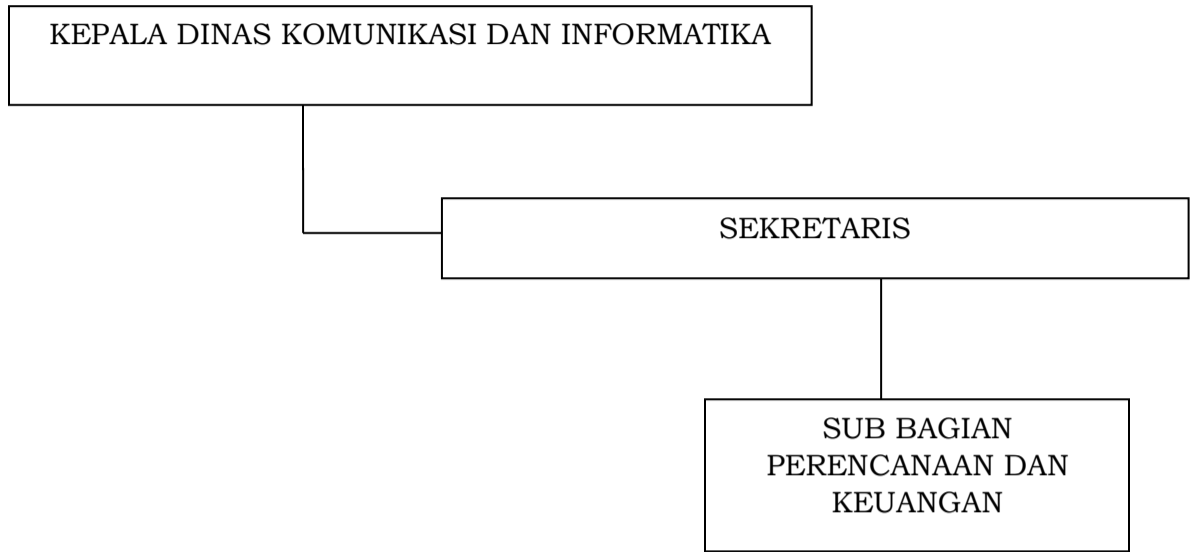 KEPALA DINAS KOMUNIKASI DAN INFORMATIKA
SEKRETARIS
SUB BAGIAN
PERENCANAAN DAN
KEUANGAN